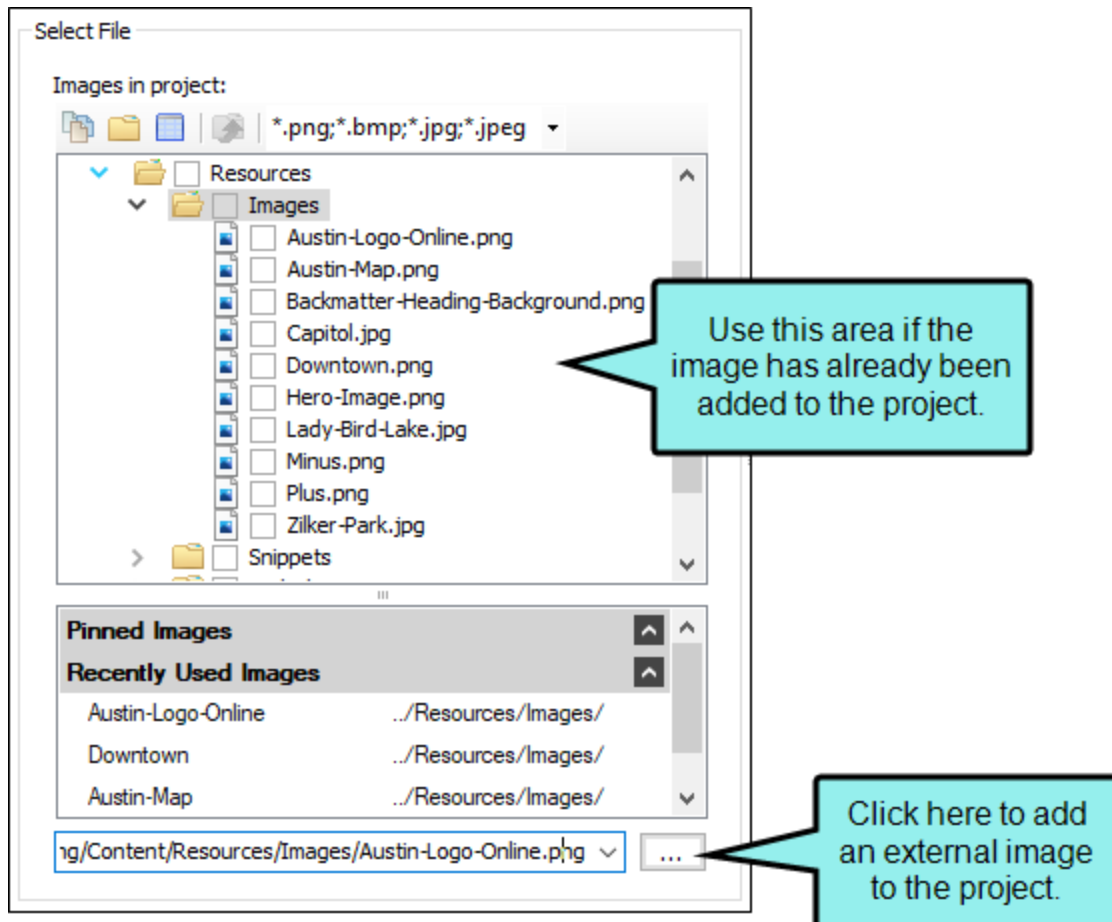 Select File
Images in project:
*.png;*.bmp;*.jpg;*.jpeg
Resources
Images
Austin-Logo-Online.png
Austin-Map.png
Backmatter-Heading-Background.png
Capitol.jpg
Downtown.png
Hero-Image.png
Lady-Bird-Lake.jpg
Minus.png
Plus.png
Zilker-Park.jpg
Snippets
Use this area if the
image has already been
added to the project.
Pinned Images
Recently Used Images
Austin-Logo-Online ../Resources/Images/
Downtown ../Resources/Images/
Austin-Map ../Resources/Images/
ng/Content/Resources/Images/Austin-Logo-Online.png
...
Click here to add
an external image
to the project.